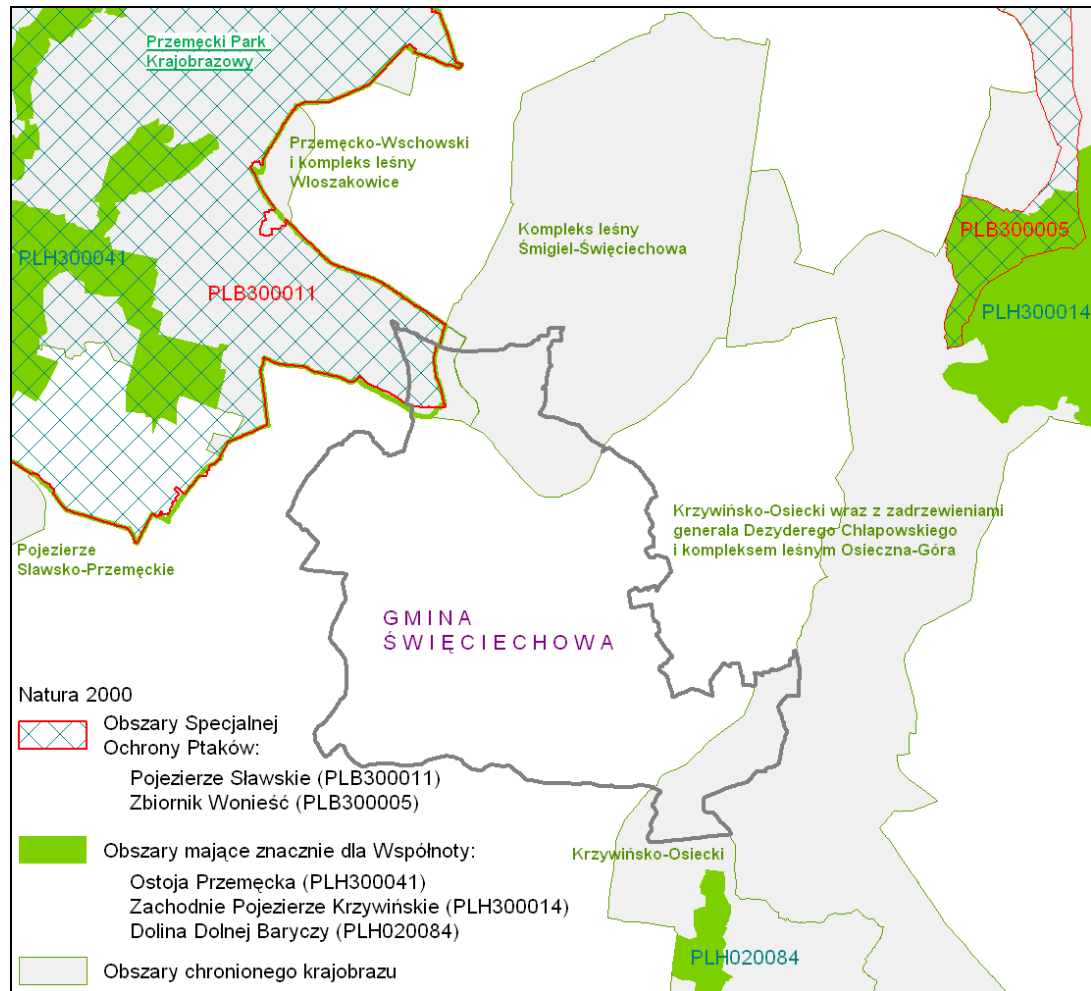 Przemęcki Park
Krajobrazowy
Przemęcko-Wschowski
i kompleks leśny
Wloszakowice
Kompleks leśny
Śmigiel-Święciechowa
PLB300005
PLH300041
PLB300011
PLH300014
Krzywińsko-Osiecki wraz z zadrzewieniami
generała Dezyderego Chłapowskiego
i kompleksem leśnym Osieczna-Góra
Pojezierze
Sławsko-Przemęckie
GMINA
ŚWIĘCIECHOWA
Natura 2000
Obszary Specjalnej
Ochrony Ptaków:
Pojezierze Sławskie (PLB300011)
Zbiornik Wonieść (PLB300005)
Obszary mające znacznie dla Wspólnoty:
Ostoja Przemęcka (PLH300041)
Zachodnie Pojezierze Krzywińskie (PLH300014)
Dolina Dolnej Baryczy (PLH020084)
Obszary chronionego krajobrazu
Krzywińsko-Osiecki
PLH020084